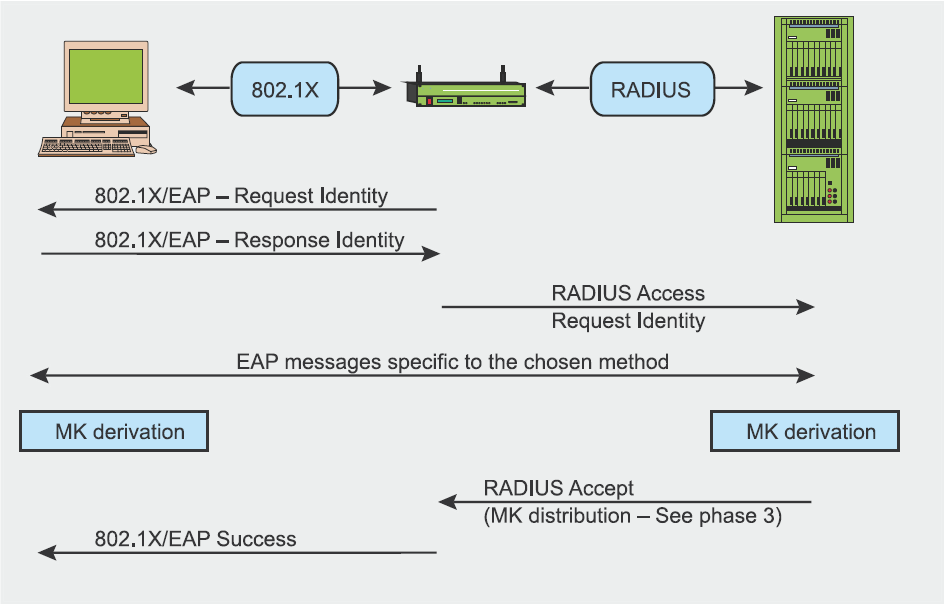 802.1X
RADIUS
802.1X/EAP – Request Identity
802.1X/EAP – Response Identity
RADIUS Access
Request Identity
EAP messages specific to the chosen method
MK derivation
MK derivation
RADIUS Accept
(MK distribution – See phase 3)
802.1X/EAP Success